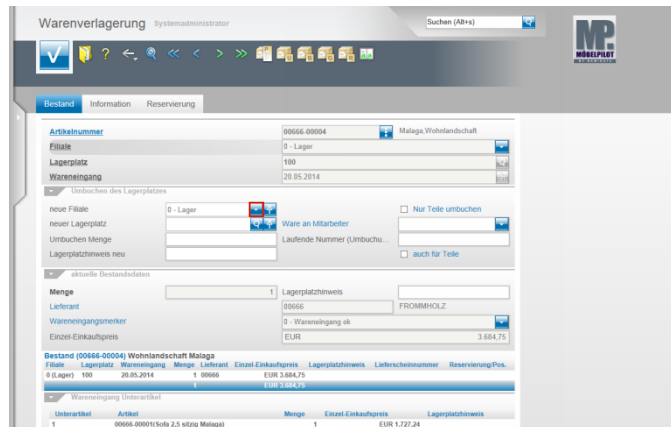 Warenverlagerung Systemadministrator
Suchen (Alt+s)
MÖBELPILOT
Bestand Information Reservierung
Artikelnummer 00666-00004 Malaga,Wohnlandschaft
Filiale 0 - Lager
Lagerplatz 100
Wareneingang 20.05.2014
Umbuchen des Lagerplatzes
neue Filiale 0 - Lager Nur Teile umbuchen
neuer Lagerplatz Ware an Mitarbeiter
Umbuchen Menge Laufende Nummer (Umbuchu...
Lagerplatzhinweis neu auch für Teile
aktuelle Bestandsdaten
Menge 1 Lagerplatzhinweis
Lieferant 00666 FROMMHOLZ
Wareneingangsmerker 0 - Wareneingang ok
Einzel-Einkaufspreis EUR 3.684,75
Bestand (00666-00004) Wohnlandschaft Malaga
Filiale Lagerplatz Wareneingang Menge Lieferant Einzel-Einkaufspreis Lagerplatzhinweis Lieferscheinnummer Reservierung/Pos.
0 (Lager) 100 20.05.2014 1 00666 EUR 3.684,75
1 EUR 3.684,75
Wareneingang Unterartikel
Unterartikel Artikel Menge Einzel-Einkaufspreis Lagerplatzhinweis
1 00666-00001(Sofa 2,5 sitzig Malaga) 1 EUR 1.727,24